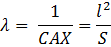 λ = 1/CAX = l²/S